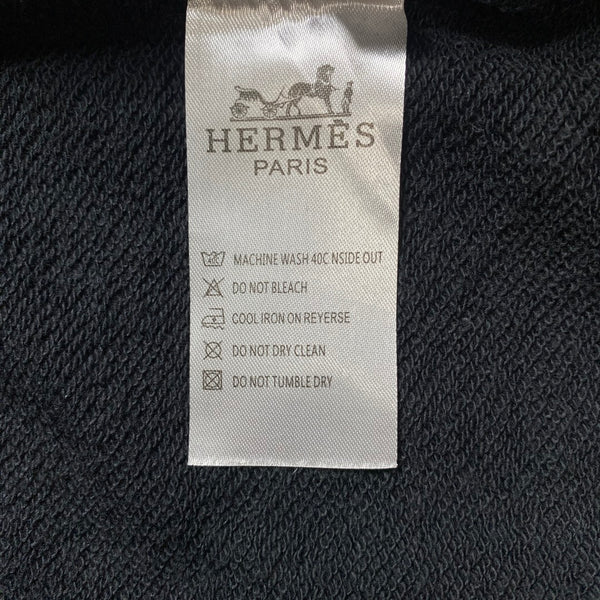 HERMÈS
PARIS
MACHINE WASH 40C NSIDE OUT
DO NOT BLEACH
COOL IRON ON REYERSE
DO NOT DRY CLEAN
DO NOT TUMBLE DRY